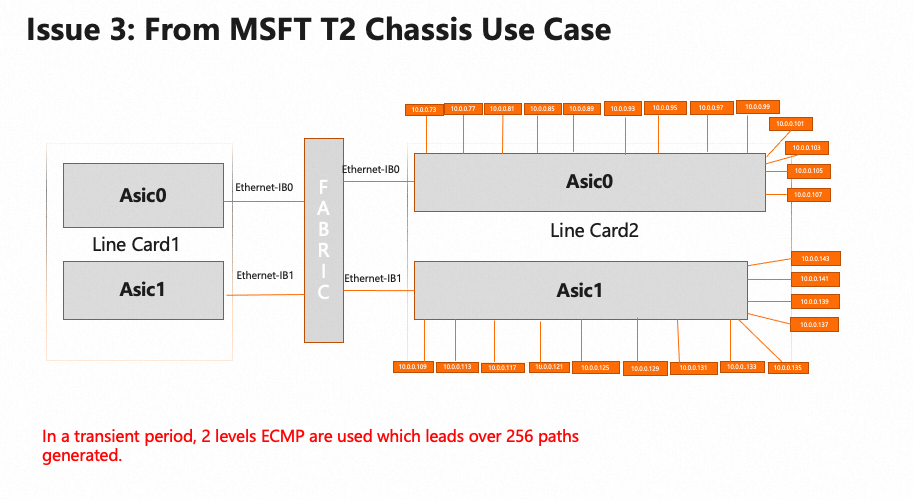 Issue 3: From MSFT T2 Chassis Use Case
10.0.0.73 10.0.0.77 10.0.0.81 10.0.0.85 10.0.0.89 10.0.0.93 10.0.0.95 10.0.0.97 10.0.0.99
10.0.0.101
10.0.0.103
10.0.0.105
10.0.0.107
Asic0
Ethernet-IB0
FABRIC
Ethernet-IB0
Asic0
Line Card1
Line Card2
Asic1
Ethernet-IB1
Ethernet-IB1
Asic1
10.0.0.143
10.0.0.141
10.0.0.139
10.0.0.137
10.0.0.109 10.0.0.113 10.0.0.117 10.0.0.121 10.0.0.125 10.0.0.129 10.0.0.131 10.0.0..133 10.0.0.135
In a transient period, 2 levels ECMP are used which leads over 256 paths
generated.